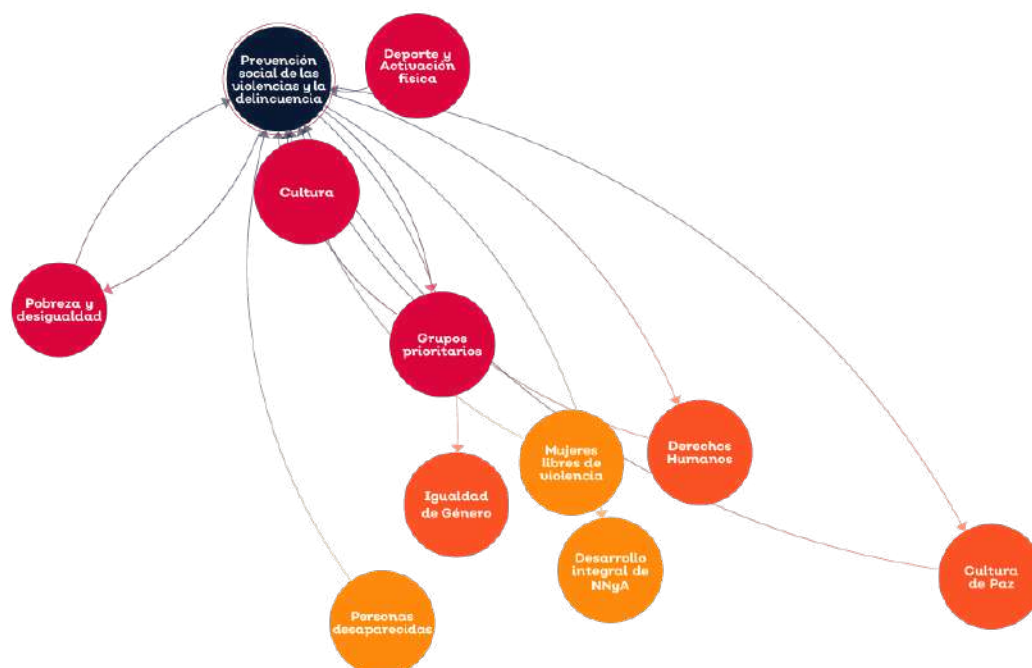 Prevención
social de las
violencias y la
delincuencia
Deporte y
Activación
física
Cultura
Pobreza y
desigualdad
Grupos
prioritarios
Mujeres
libres de
violencia
Derechos
Humanos
Igualdad
de Género
Desarrollo
integral de
NNyA
Cultura
de Paz
Personas
desaparecidas